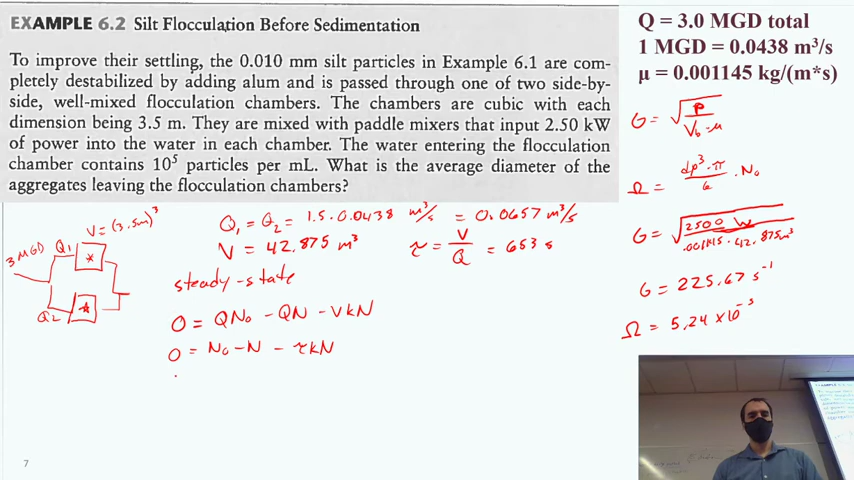 EXAMPLE 6.2 Silt Flocculation Before Sedimentation
To improve their settling, the 0.010 mm silt particles in Example 6.1 are com-
pletely destabilized by adding alum and is passed through one of two side-by-
side, well-mixed flocculation chambers. The chambers are cubic with each
dimension being 3.5 m. They are mixed with paddle mixers that input 2.50 kW
of power into the water in each chamber. The water entering the flocculation
chamber contains 10⁵ particles per mL. What is the average diameter of the
aggregates leaving the flocculation chambers?
Q = 3.0 MGD total
1 MGD = 0.0438 m³/s
μ = 0.001145 kg/(m*s)
G = √(P / V_b·μ)
Ω = dp³·π / 6 · N₀
G = √(2500 W / .001145 · 42.875m³)
G = 225.67 s⁻¹
Ω = 5.24 x10⁻⁵
V = (3.5m)³
3 MGD Q1
Q2
Q₁ = Q₂ = 1.5 · 0.0438 m³/s = 0.0657 m³/s
V = 42.875 m³
τ = V/Q = 653 s
steady-state
0 = QN₀ - QN - VkN
0 = N₀ - N - τkN
7